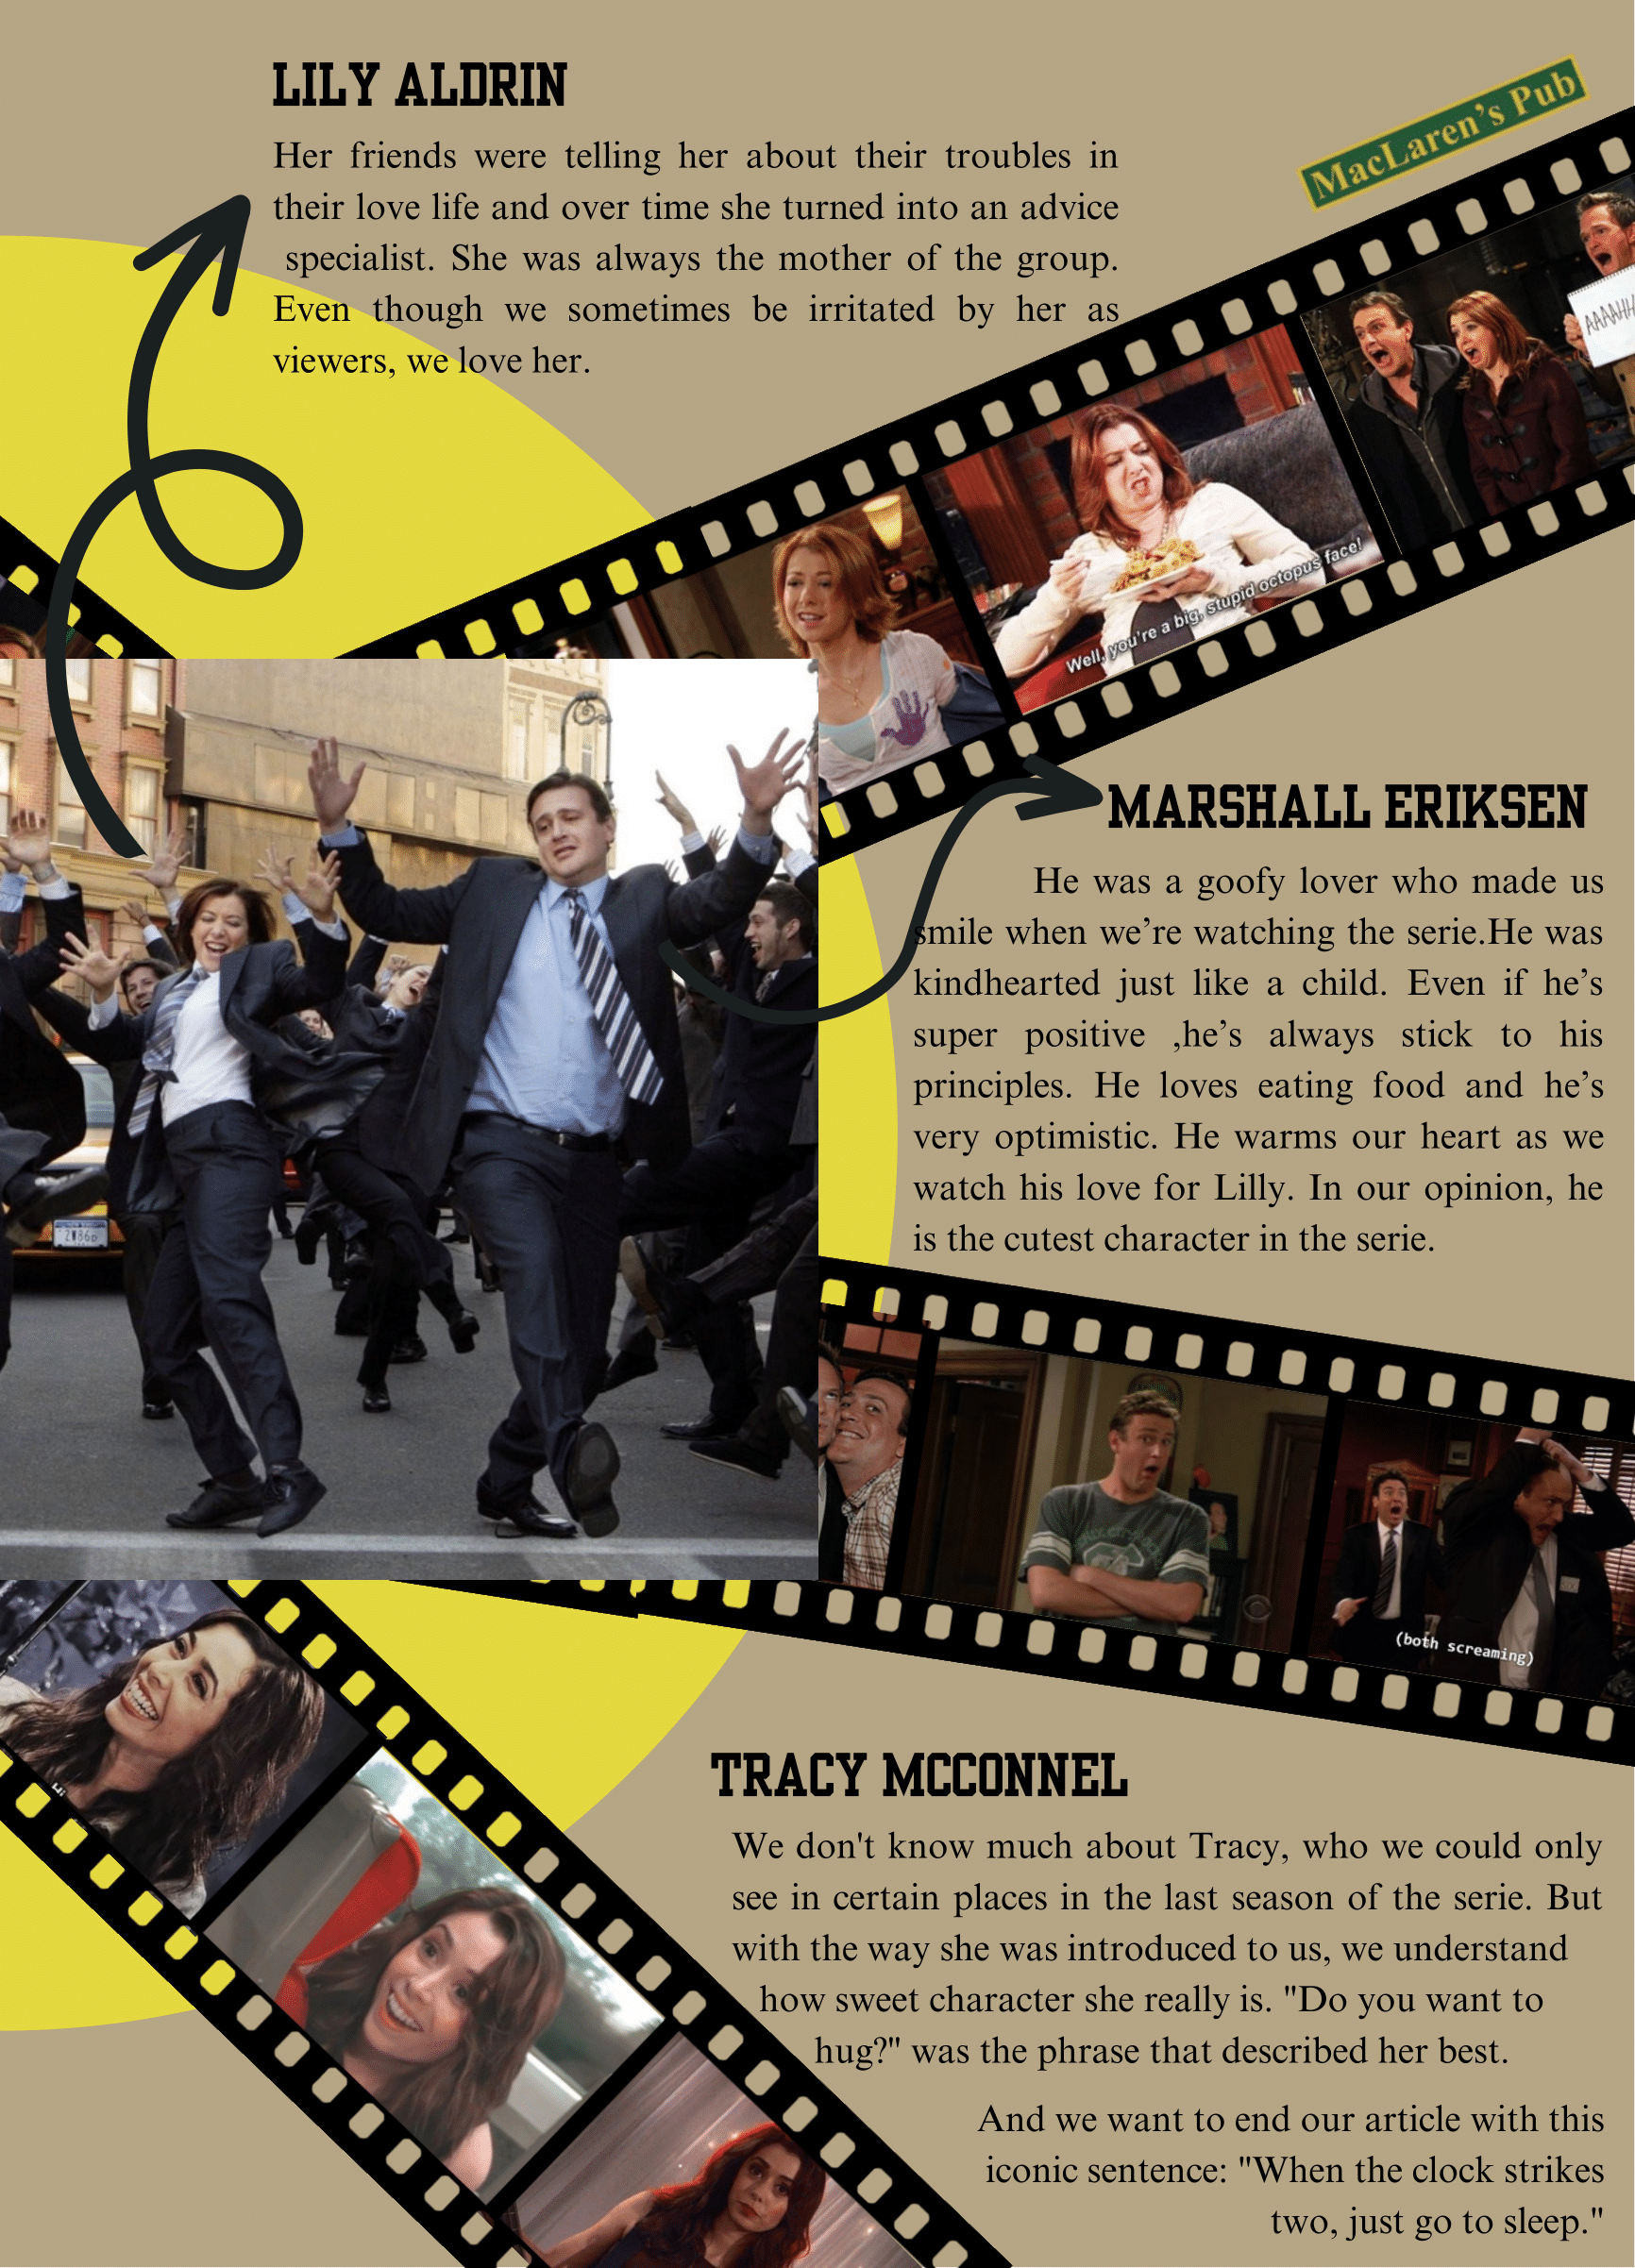 LILY ALDRIN
Her friends were telling her about their troubles in
their love life and over time she turned into an advice
specialist. She was always the mother of the group.
Even though we sometimes be irritated by her as
viewers, we love her.
MacLaren's Pub
AAAAHH
Well, you're a big, stupid octopus face!
MARSHALL ERIKSEN
He was a goofy lover who made us
smile when we’re watching the serie.He was
kindhearted just like a child. Even if he’s
super positive ,he’s always stick to his
principles. He loves eating food and he’s
very optimistic. He warms our heart as we
watch his love for Lilly. In our opinion, he
is the cutest character in the serie.
(both screaming)
Hi
TRACY MCCONNEL
We don't know much about Tracy, who we could only
see in certain places in the last season of the serie. But
with the way she was introduced to us, we understand
how sweet character she really is. "Do you want to
hug?" was the phrase that described her best.
And we want to end our article with this
iconic sentence: "When the clock strikes
two, just go to sleep."